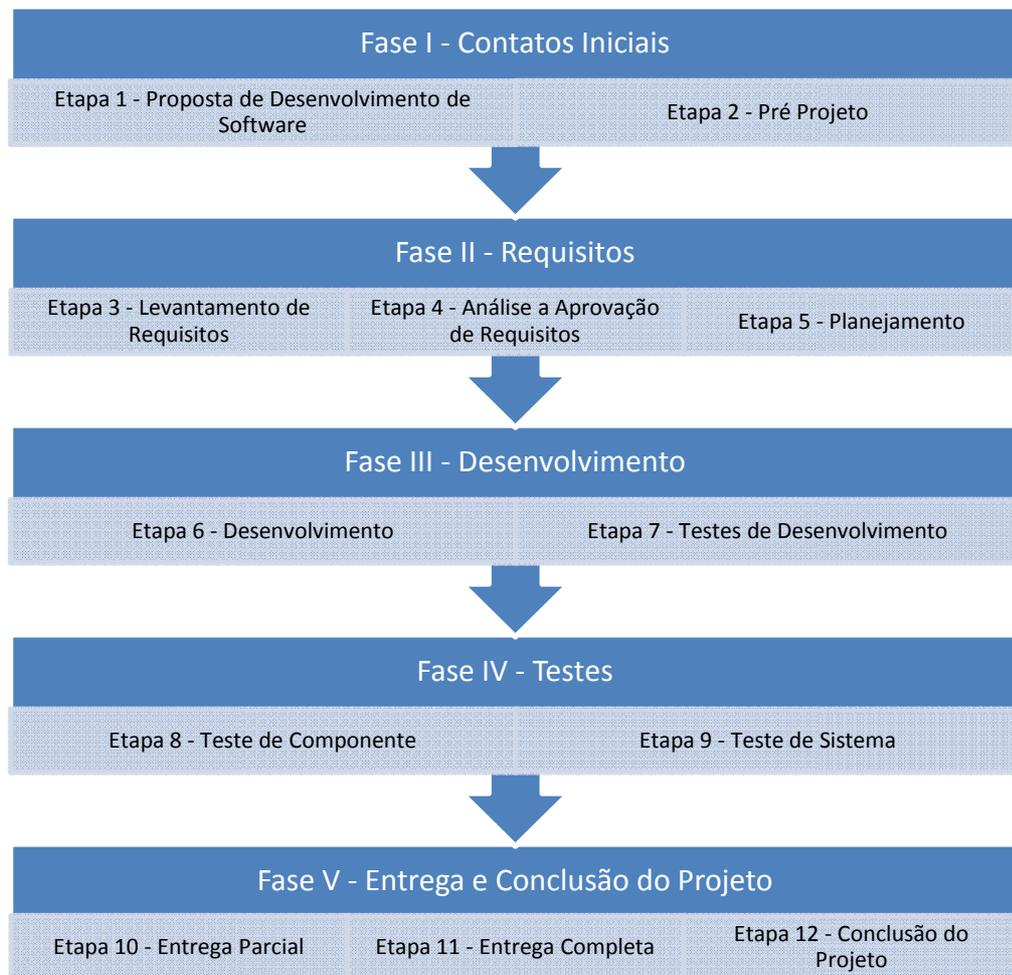 Fase I - Contatos Iniciais
Etapa 1 - Proposta de Desenvolvimento de
Software
Etapa 2 - Pré Projeto
Fase II - Requisitos
Etapa 3 - Levantamento de
Requisitos
Etapa 4 - Análise a Aprovação
de Requisitos
Etapa 5 - Planejamento
Fase III - Desenvolvimento
Etapa 6 - Desenvolvimento
Etapa 7 - Testes de Desenvolvimento
Fase IV - Testes
Etapa 8 - Teste de Componente
Etapa 9 - Teste de Sistema
Fase V - Entrega e Conclusão do Projeto
Etapa 10 - Entrega Parcial
Etapa 11 - Entrega Completa
Etapa 12 - Conclusão do
Projeto